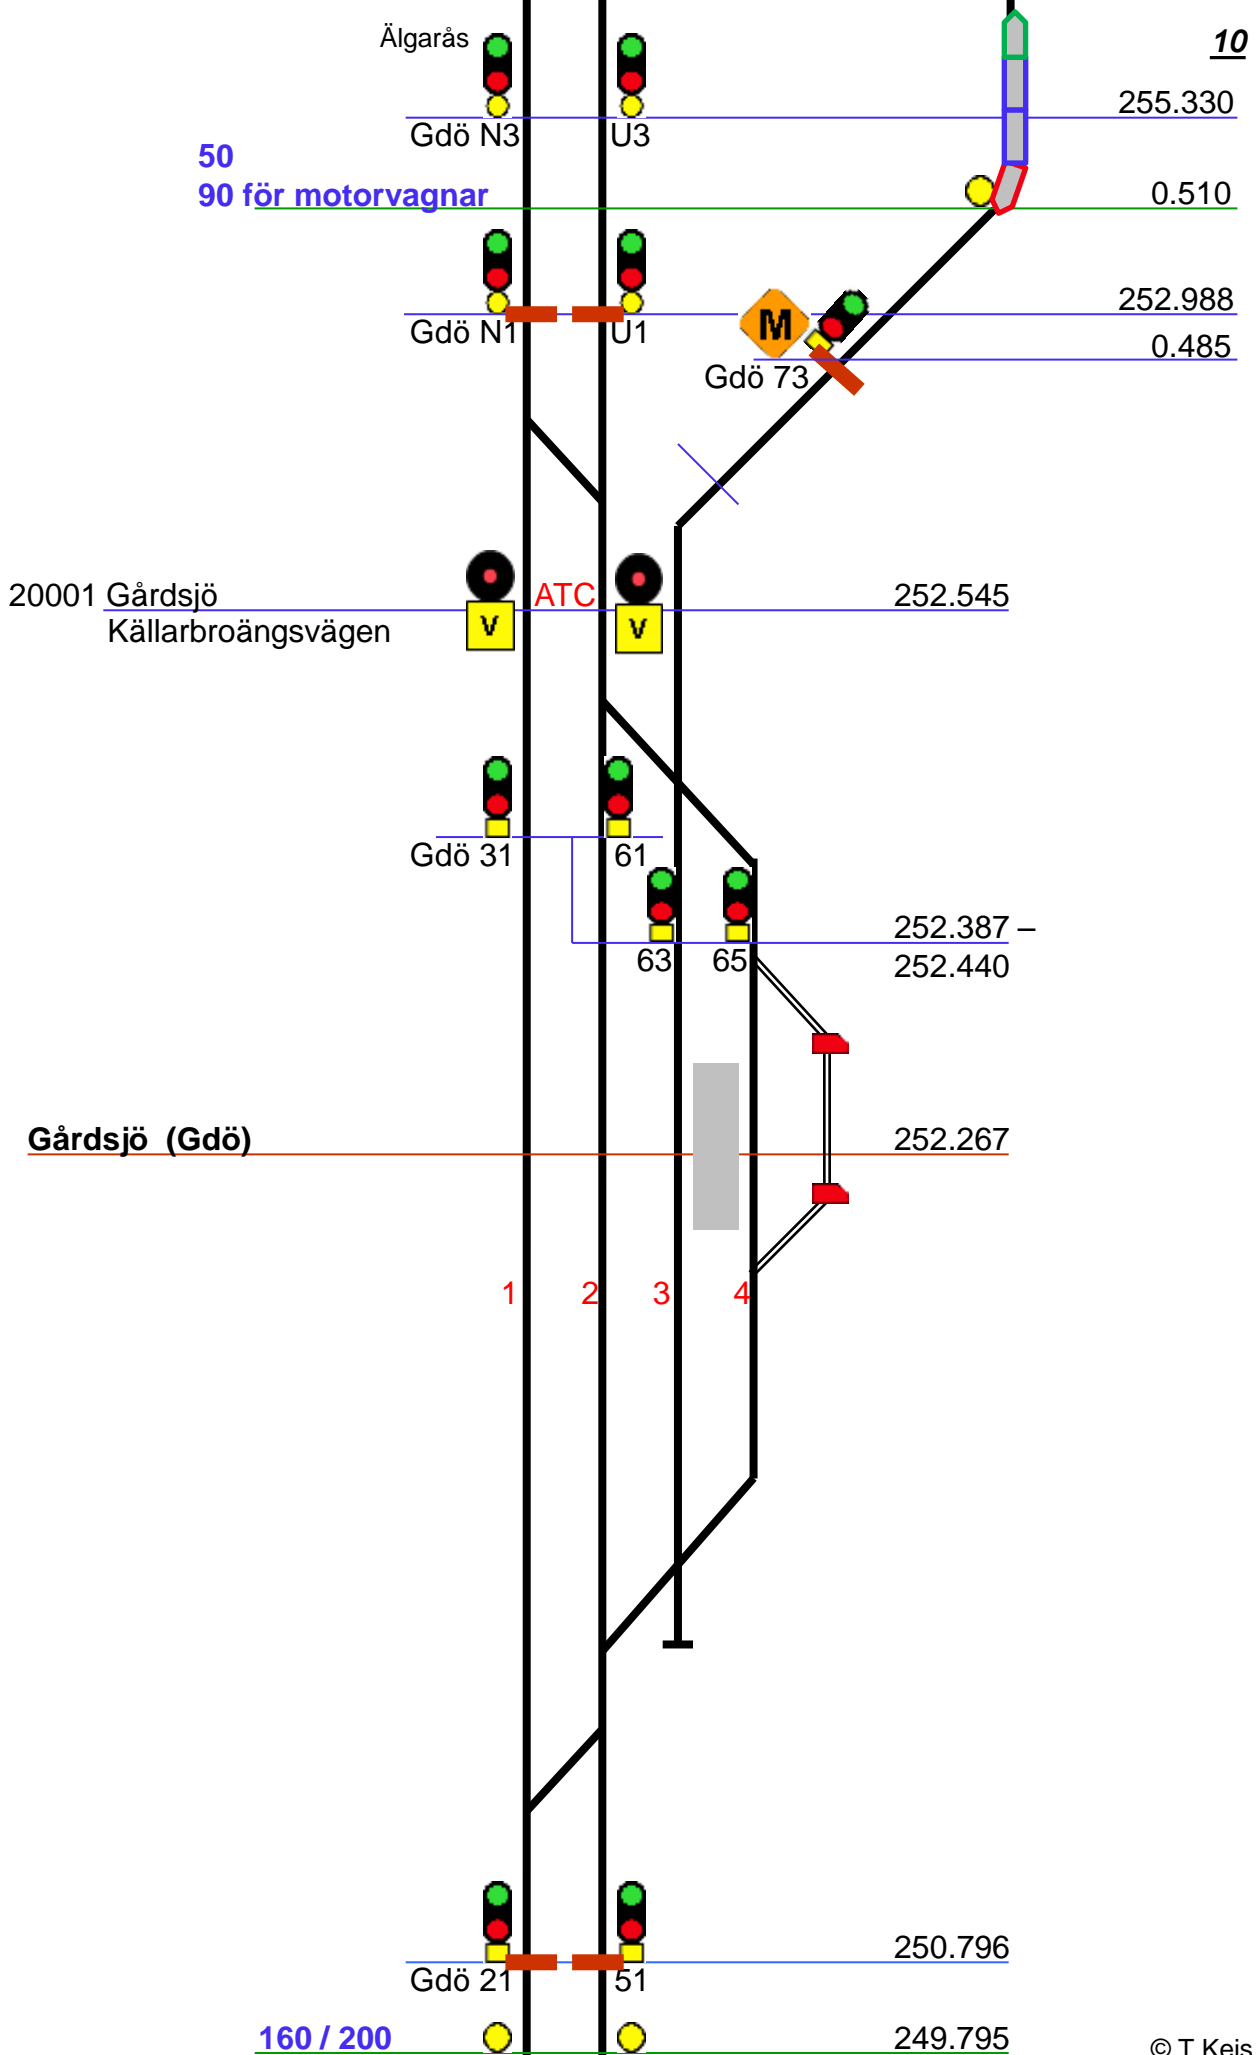 Älgarås
10
255.330
Gdö N3 U3
50
90 för motorvagnar
0.510
252.988
Gdö N1 U1
M
0.485
Gdö 73
20001 Gårdsjö ATC 252.545
Källarbroängsvägen
V V
Gdö 31 61
252.387 –
63 65
252.440
Gårdsjö (Gdö) 252.267
1 2 3 4
250.796
Gdö 21 51
160 / 200 249.795
© T Keis